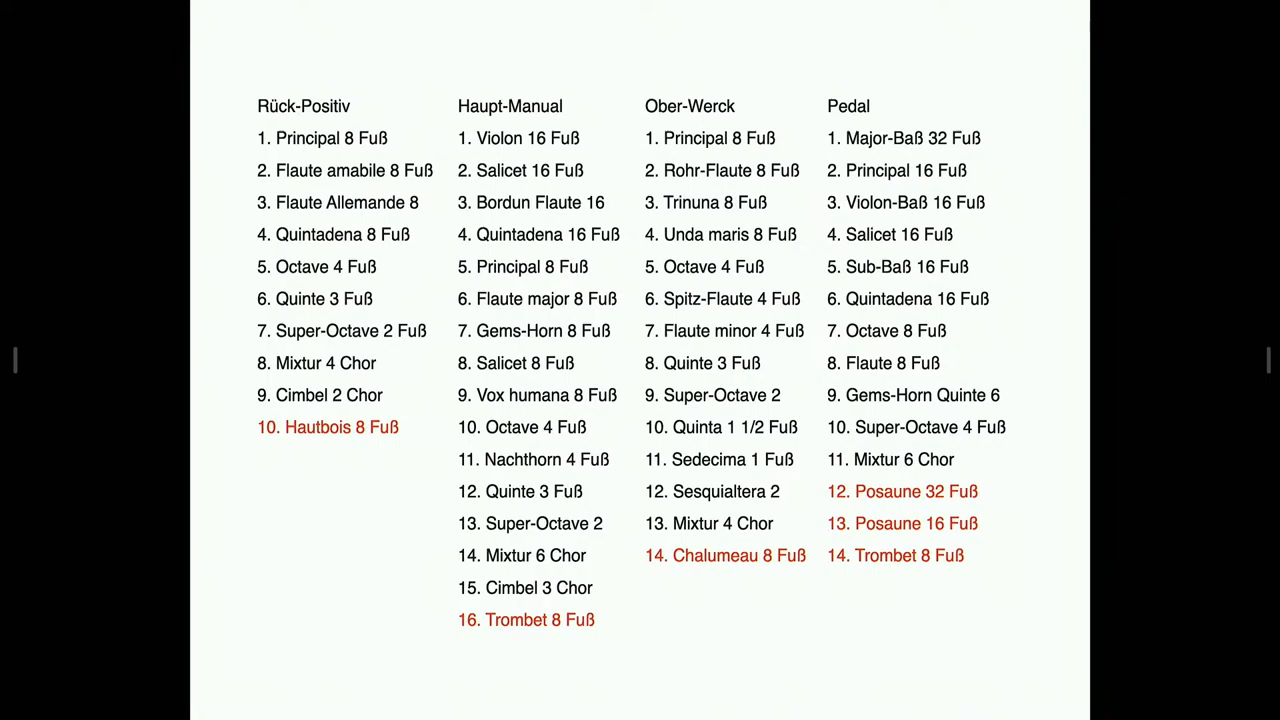 Rück-Positiv
1. Principal 8 Fuß
2. Flaute amabile 8 Fuß
3. Flaute Allemande 8
4. Quintadena 8 Fuß
5. Octave 4 Fuß
6. Quinte 3 Fuß
7. Super-Octave 2 Fuß
8. Mixtur 4 Chor
9. Cimbel 2 Chor
10. Hautbois 8 Fuß
Haupt-Manual
1. Violon 16 Fuß
2. Salicet 16 Fuß
3. Bordun Flaute 16
4. Quintadena 16 Fuß
5. Principal 8 Fuß
6. Flaute major 8 Fuß
7. Gems-Horn 8 Fuß
8. Salicet 8 Fuß
9. Vox humana 8 Fuß
10. Octave 4 Fuß
11. Nachthorn 4 Fuß
12. Quinte 3 Fuß
13. Super-Octave 2
14. Mixtur 6 Chor
15. Cimbel 3 Chor
16. Trombet 8 Fuß
Ober-Werck
1. Principal 8 Fuß
2. Rohr-Flaute 8 Fuß
3. Trinuna 8 Fuß
4. Unda maris 8 Fuß
5. Octave 4 Fuß
6. Spitz-Flaute 4 Fuß
7. Flaute minor 4 Fuß
8. Quinte 3 Fuß
9. Super-Octave 2
10. Quinta 1 1/2 Fuß
11. Sedecima 1 Fuß
12. Sesquialtera 2
13. Mixtur 4 Chor
14. Chalumeau 8 Fuß
Pedal
1. Major-Baß 32 Fuß
2. Principal 16 Fuß
3. Violon-Baß 16 Fuß
4. Salicet 16 Fuß
5. Sub-Baß 16 Fuß
6. Quintadena 16 Fuß
7. Octave 8 Fuß
8. Flaute 8 Fuß
9. Gems-Horn Quinte 6
10. Super-Octave 4 Fuß
11. Mixtur 6 Chor
12. Posaune 32 Fuß
13. Posaune 16 Fuß
14. Trombet 8 Fuß